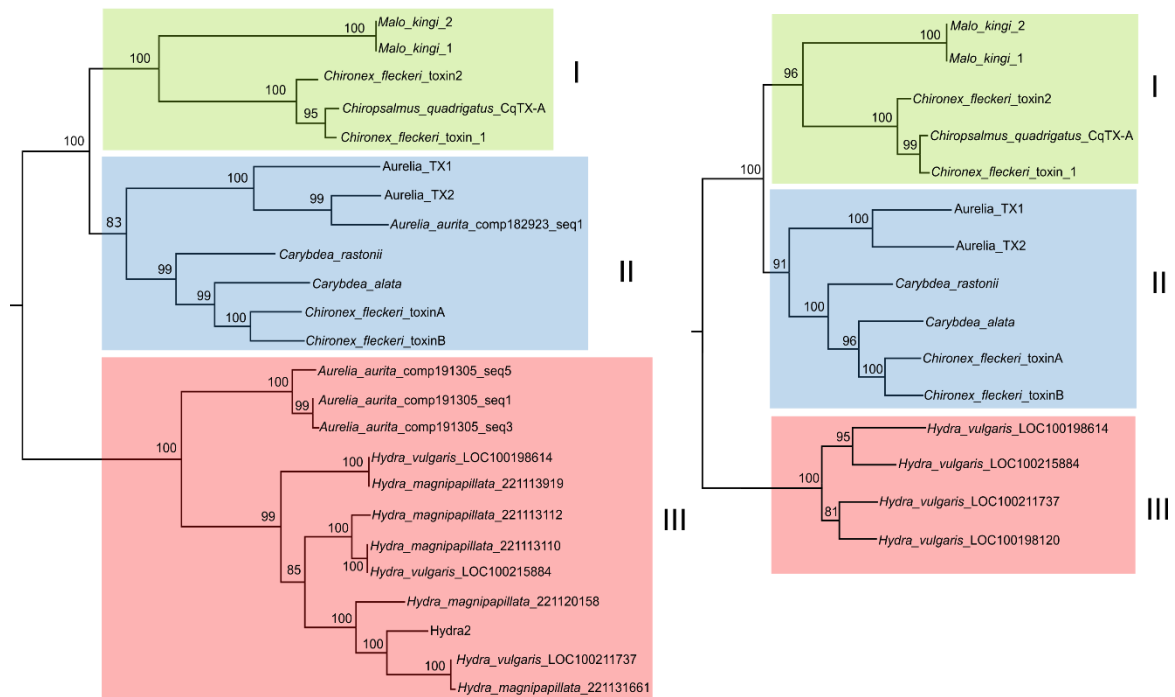 100
Malo_kingi_2
Malo_kingi_1
100
Chironex_fleckeri_toxin2
100
95
Chiropsalmus_quadrigatus_CqTX-A
Chironex_fleckeri_toxin_1
I
100
Aurelia_TX1
100
Aurelia_TX2
99
Aurelia_aurita_comp182923_seq1
83
Carybdea_rastonii
99
Carybdea_alata
99
Chironex_fleckeri_toxinA
100
Chironex_fleckeri_toxinB
II
Aurelia_aurita_comp191305_seq5
100
Aurelia_aurita_comp191305_seq1
99
Aurelia_aurita_comp191305_seq3
100
Hydra_vulgaris_LOC100198614
100
Hydra_magnipapillata_221113919
99
Hydra_magnipapillata_221113112
100
Hydra_magnipapillata_221113110
100
Hydra_vulgaris_LOC100215884
85
Hydra_magnipapillata_221120158
100
Hydra2
100
Hydra_vulgaris_LOC100211737
100
Hydra_magnipapillata_221131661
III
Malo_kingi_2
100
Malo_kingi_1
96
Chironex_fleckeri_toxin2
100
Chiropsalmus_quadrigatus_CqTX-A
99
Chironex_fleckeri_toxin_1
I
100
Aurelia_TX1
100
Aurelia_TX2
91
Carybdea_rastonii
100
Carybdea_alata
96
Chironex_fleckeri_toxinA
100
Chironex_fleckeri_toxinB
II
Hydra_vulgaris_LOC100198614
95
Hydra_vulgaris_LOC100215884
100
Hydra_vulgaris_LOC100211737
81
Hydra_vulgaris_LOC100198120
III